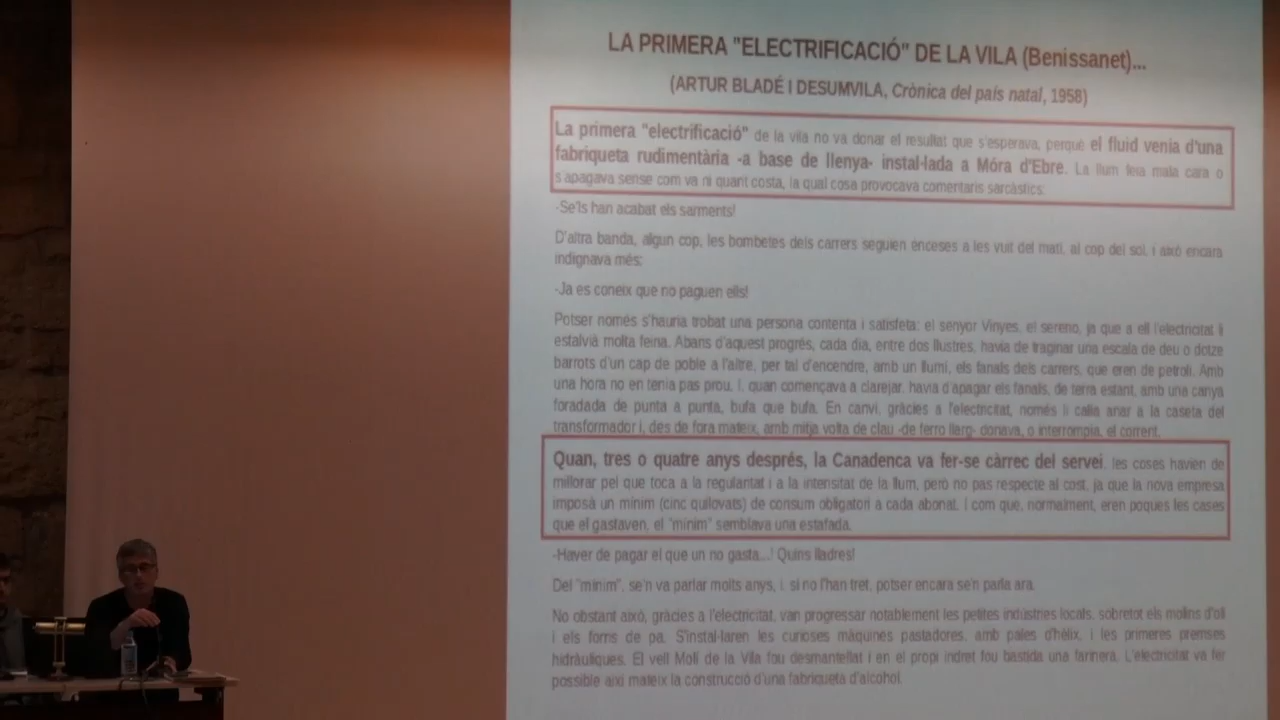 LA PRIMERA "ELECTRIFICACIÓ" DE LA VILA (Benissanet)...
(ARTUR BLADÉ I DESUMVILA, Crònica del país natal, 1958)
La primera "electrificació" de la vila no va donar el resultat que s'esperava, perquè el fluid venia d'una
fabriqueta rudimentària -a base de llenya- instal·lada a Móra d'Ebre. La llum feia mala cara o
s'apagava sense com va ni quant costa, la qual cosa provocava comentaris sarcàstics:
-Se'ls han acabat els sarments!
D'altra banda, algun cop, les bombetes dels carrers seguien enceses a les vuit del matí, al cop del sol, i això encara
indignava més:
-Ja es coneix que no paguen ells!
Potser només s'hauria trobat una persona contenta i satisfeta: el senyor Vinyes, el sereno, ja que a ell l'electricitat li
estalvià molta feina. Abans d'aquest progrés, cada dia, entre dos llustres, havia de traginar una escala de deu o dotze
barrots d'un cap de poble a l'altre, per tal d'encendre, amb un llumí, els fanals dels carrers, que eren de petroli. Amb
una hora no en tenia pas prou. I, quan començava a clarejar, havia d'apagar els fanals, de terra estant, amb una canya
foradada de punta a punta, bufa que bufa. En canvi, gràcies a l'electricitat, només li calia anar a la caseta del
transformador i, des de fora mateix, amb mitja volta de clau -de ferro llarg- donava, o interrompia, el corrent.
Quan, tres o quatre anys després, la Canadenca va fer-se càrrec del servei, les coses havien de
millorar pel que toca a la regularitat i a la intensitat de la llum, però no pas respecte al cost, ja que la nova empresa
imposà un mínim (cinc quilovats) de consum obligatori a cada abonat. I com que, normalment, eren poques les cases
que el gastaven, el "mínim" semblava una estafada.
-Haver de pagar el que un no gasta...! Quins lladres!
Del "mínim", se'n va parlar molts anys, i, si no l'han tret, potser encara se'n parla ara.
No obstant això, gràcies a l'electricitat, van progressar notablement les petites indústries locals, sobretot els molins d'oli
i els forns de pa. S'instal·laren les curioses màquines pastadores, amb pales d'hèlix, i les primeres premses
hidràuliques. El vell Molí de la Vila fou desmantellat i en el propi indret fou bastida una farinera. L'electricitat va fer
possible així mateix la construcció d'una fabriqueta d'alcohol.